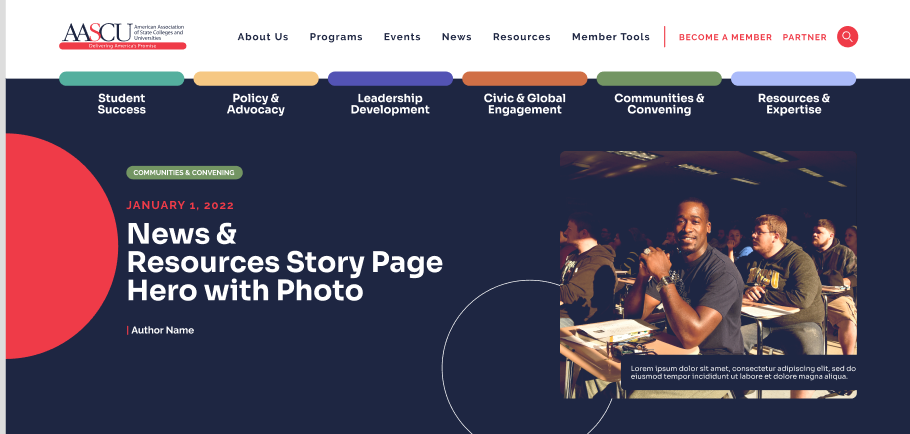 AASCU
American Association
of State Colleges and
Universities
Delivering America's Promise
About Us Programs Events News Resources Member Tools BECOME A MEMBER PARTNER
Student
Success
Policy &
Advocacy
Leadership
Development
Civic & Global
Engagement
Communities &
Convening
Resources &
Expertise
COMMUNITIES & CONVENING
JANUARY 1, 2022
News &
Resources Story Page
Hero with Photo
| Author Name
Lorem ipsum dolor sit amet, consectetur adipiscing elit, sed do
eiusmod tempor incididunt ut labore et dolore magna aliqua.